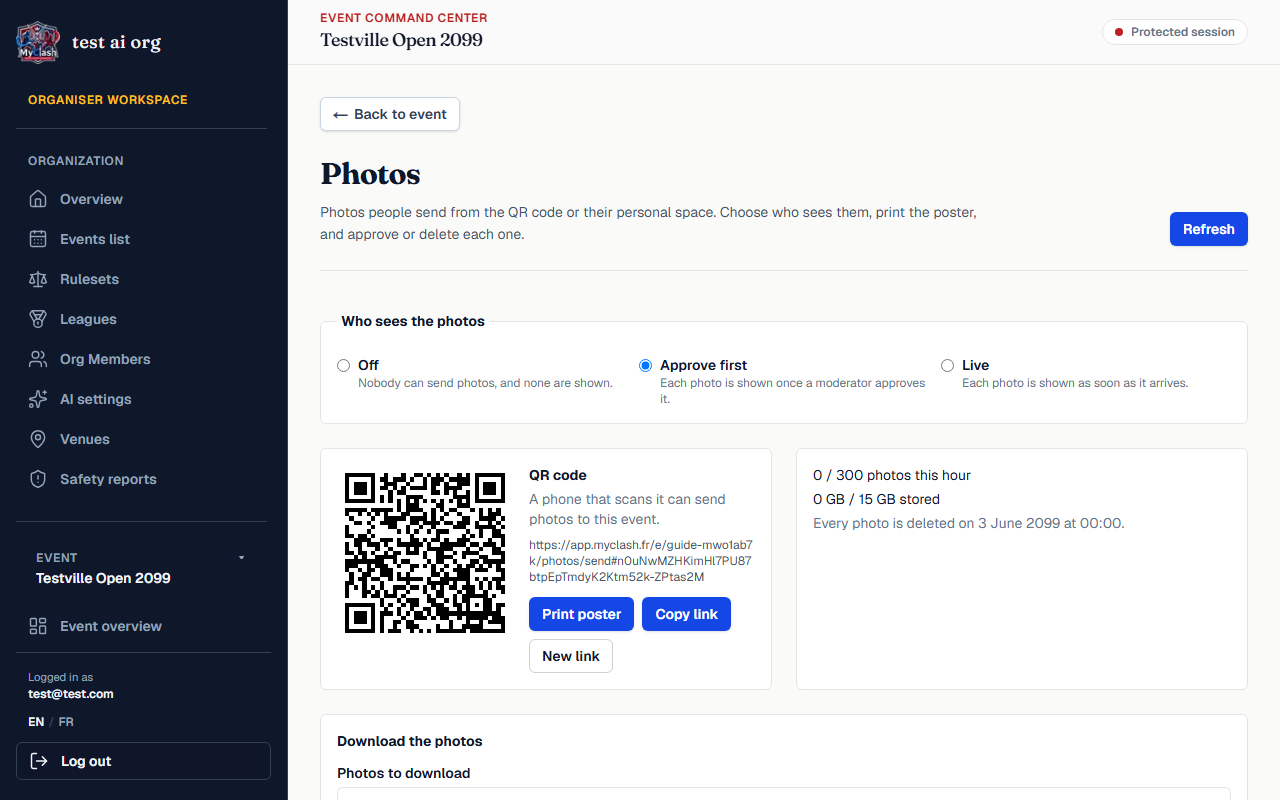 MyClash
test ai org
ORGANISER WORKSPACE
ORGANIZATION
Overview
Events list
Rulesets
Leagues
Org Members
AI settings
Venues
Safety reports
EVENT
Testville Open 2099
Event overview
Logged in as
test@test.com
EN / FR
Log out
EVENT COMMAND CENTER
Testville Open 2099
Protected session
← Back to event
Photos
Photos people send from the QR code or their personal space. Choose who sees them, print the poster,
and approve or delete each one.
Refresh
Who sees the photos
Off
Nobody can send photos, and none are shown.
Approve first
Each photo is shown once a moderator approves
it.
Live
Each photo is shown as soon as it arrives.
QR code
A phone that scans it can send
photos to this event.
https://app.myclash.fr/e/guide-mwo1ab7
k/photos/send#n0uNwMZHKimHl7PU87
btpEpTmdyK2Ktm52k-ZPtas2M
Print poster
Copy link
New link
0 / 300 photos this hour
0 GB / 15 GB stored
Every photo is deleted on 3 June 2099 at 00:00.
Download the photos
Photos to download